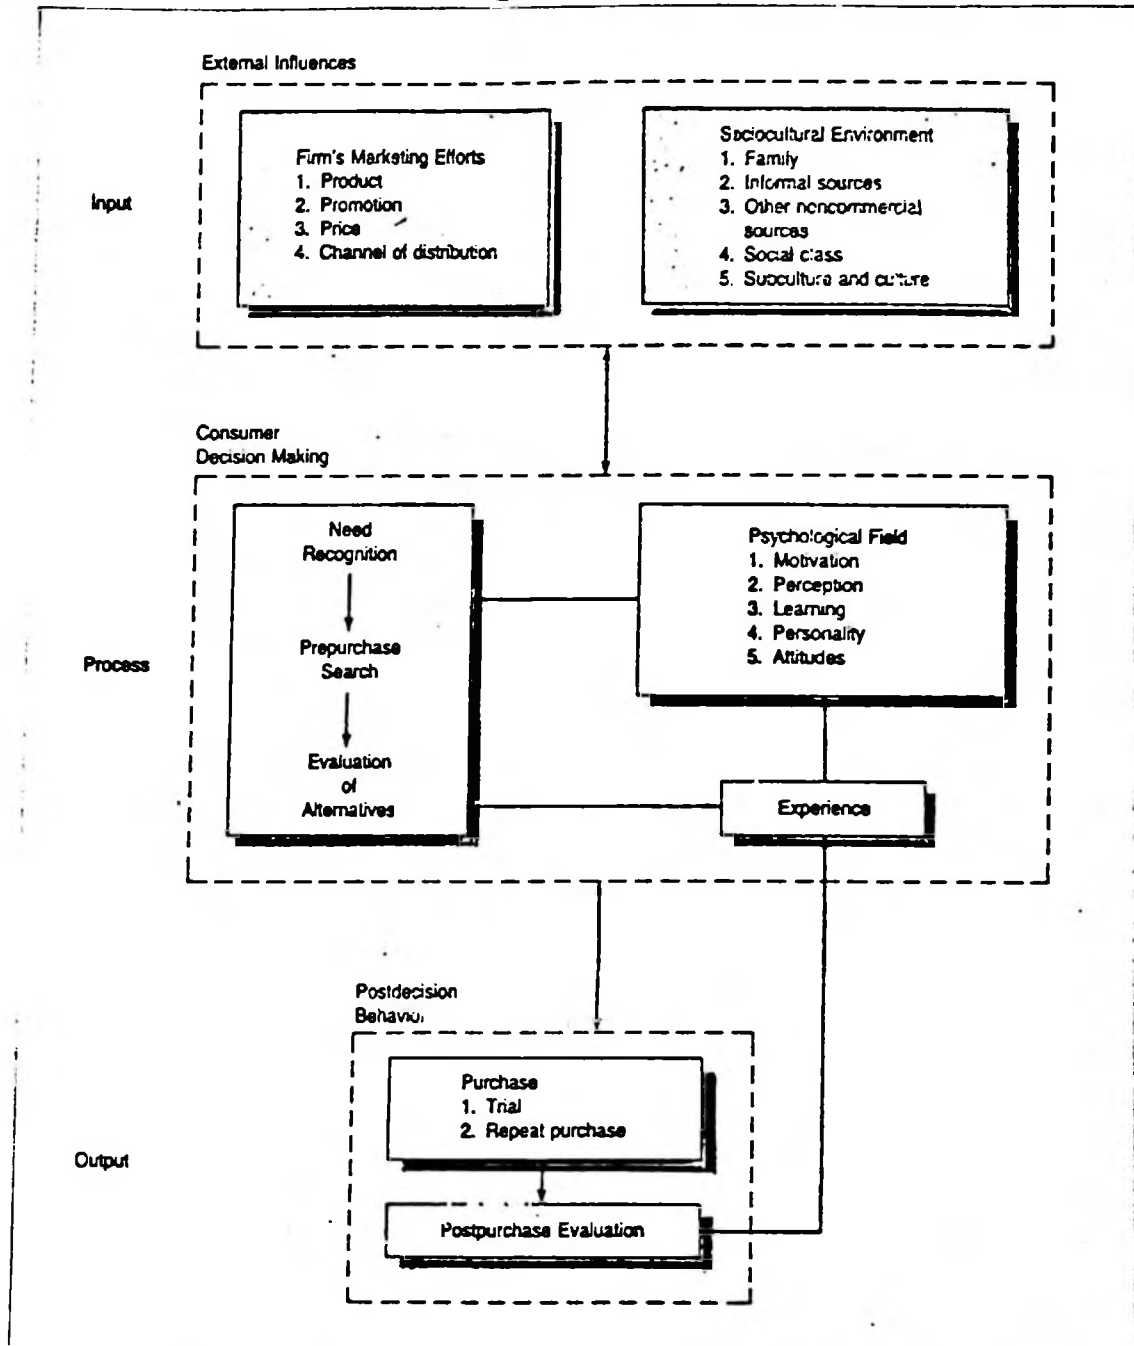 External Influences
Input
Firm's Marketing Efforts
1. Product
2. Promotion
3. Price
4. Channel of distribution
Sociocultural Environment
1. Family
2. Informal sources
3. Other noncommercial
sources
4. Social class
5. Subculture and culture
Consumer
Decision Making
Process
Need
Recognition
Prepurchase
Search
Evaluation
of
Alternatives
Psychological Field
1. Motivation
2. Perception
3. Learning
4. Personality
5. Attitudes
Experience
Postdecision
Behavior
Output
Purchase
1. Trial
2. Repeat purchase
Postpurchase Evaluation